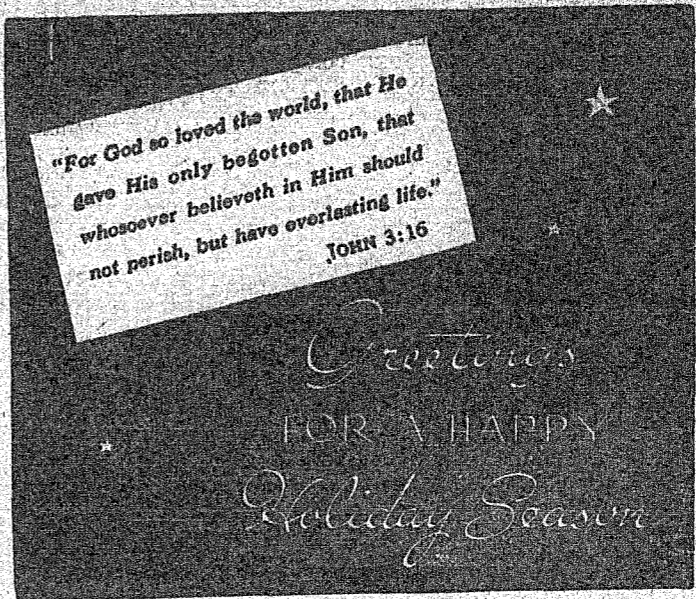 “For God so loved the world, that He
gave His only begotten Son, that
whosoever believeth in Him should
not perish, but have everlasting life.”
JOHN 3:16
Greetings
FOR A HAPPY
Holiday Season